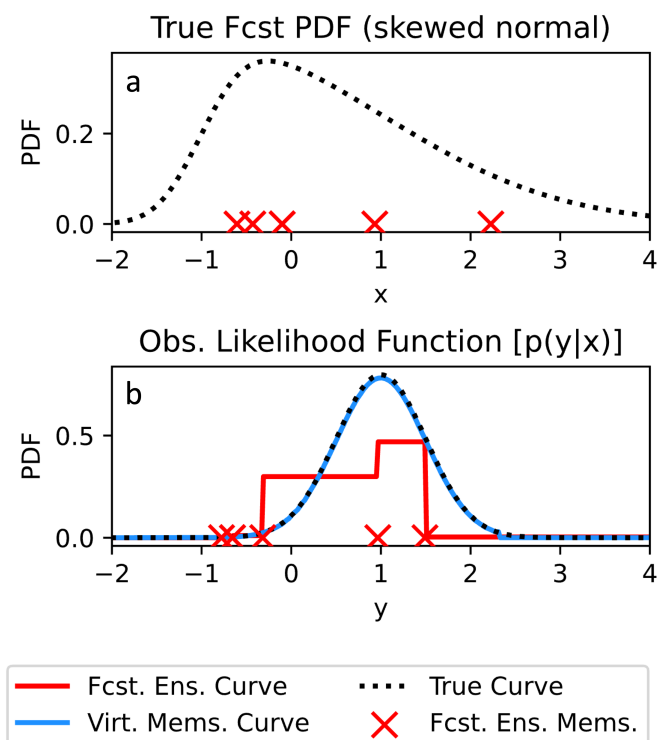 True Fcst PDF (skewed normal)
a
PDF
0.2
0.0
−2 −1 0 1 2 3 4
x
Obs. Likelihood Function [p(y|x)]
b
PDF
0.5
0.0
−2 −1 0 1 2 3 4
y
Fcst. Ens. Curve
True Curve
Virt. Mems. Curve
Fcst. Ens. Mems.